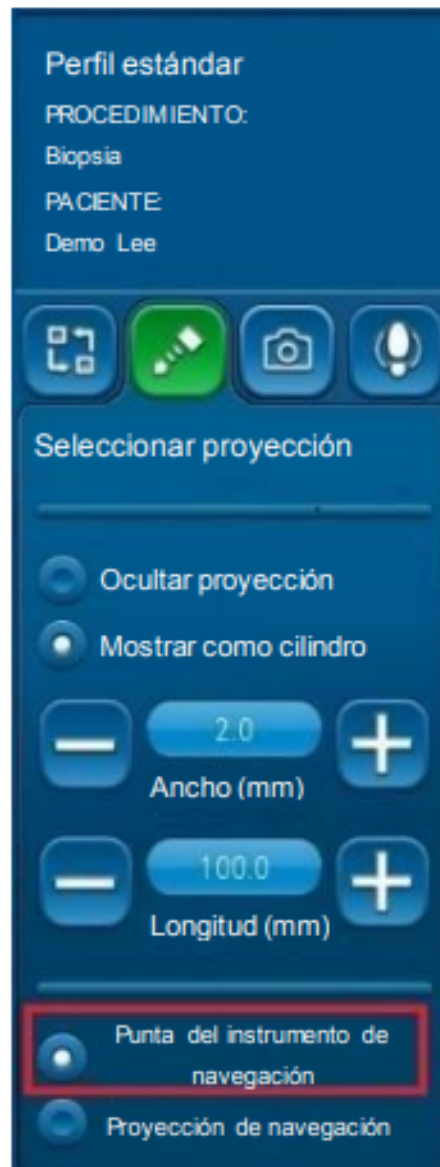 Perfil estándar
PROCEDIMIENTO:
Biopsia
PACIENTE:
Demo Lee
Seleccionar proyección
Ocultar proyección
Mostrar como cilindro
2.0
Ancho (mm)
100.0
Longitud (mm)
Punta del instrumento de
navegación
Proyección de navegación